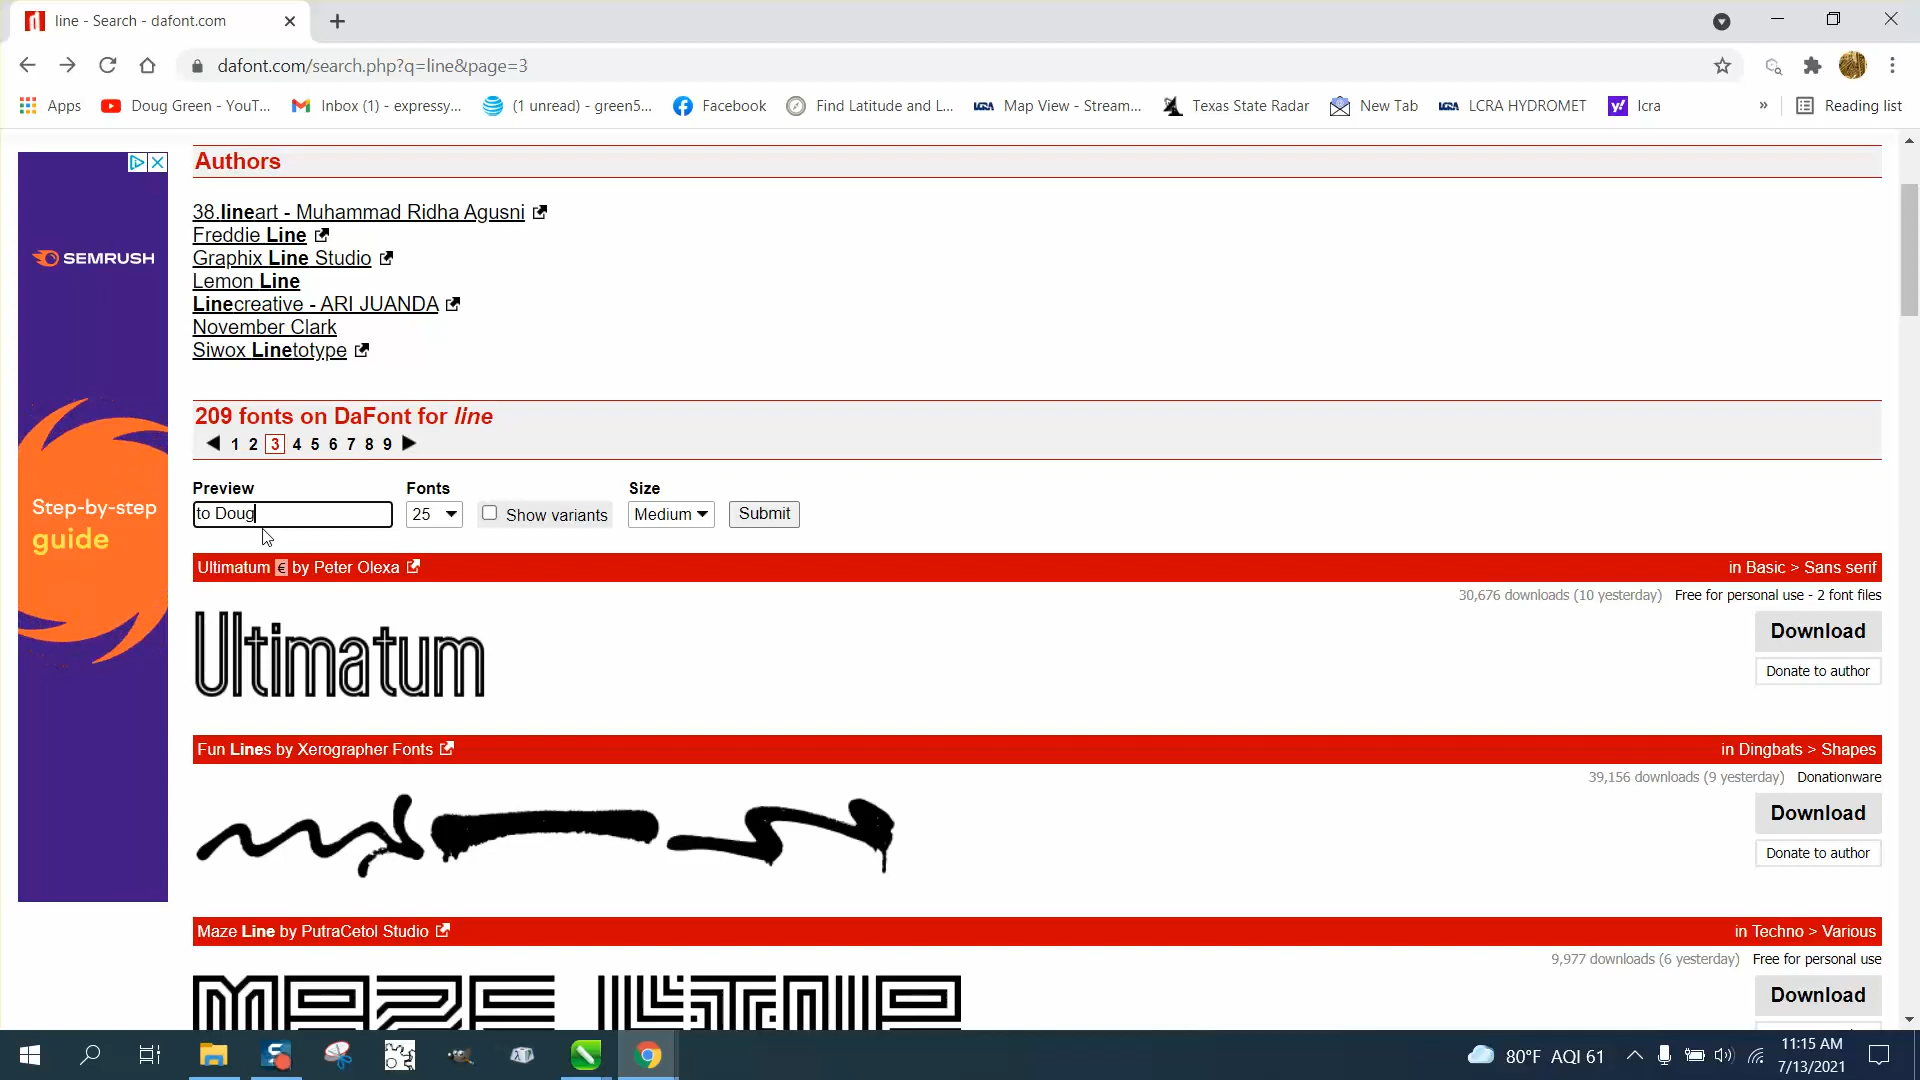 line - Search - dafont.com
dafont.com/search.php?q=line&page=3
Apps
Doug Green - YouT...
Inbox (1) - expressy...
(1 unread) - green5...
Facebook
Find Latitude and L...
LCRA
Map View - Stream...
Texas State Radar
New Tab
LCRA
LCRA HYDROMET
y!
lcra
»
Reading list
Authors
38.lineart - Muhammad Ridha Agusni
Freddie Line
Graphix Line Studio
Lemon Line
Linecreative - ARI JUANDA
November Clark
Siwox Linetotype
SEMRUSH
Step-by-step
guide
209 fonts on DaFont for line
1 2 3 4 5 6 7 8 9
Preview
Fonts
Size
to Doug
25
Show variants
Medium
Submit
Ultimatum € by Peter Olexa
in Basic > Sans serif
30,676 downloads (10 yesterday)
Free for personal use - 2 font files
Ultimatum
Download
Donate to author
Fun Lines by Xerographer Fonts
in Dingbats > Shapes
39,156 downloads (9 yesterday)
Donationware
Download
Donate to author
Maze Line by PutraCetol Studio
in Techno > Various
9,977 downloads (6 yesterday)
Free for personal use
MAZE LINE
Download
80°F AQI 61
11:15 AM
7/13/2021